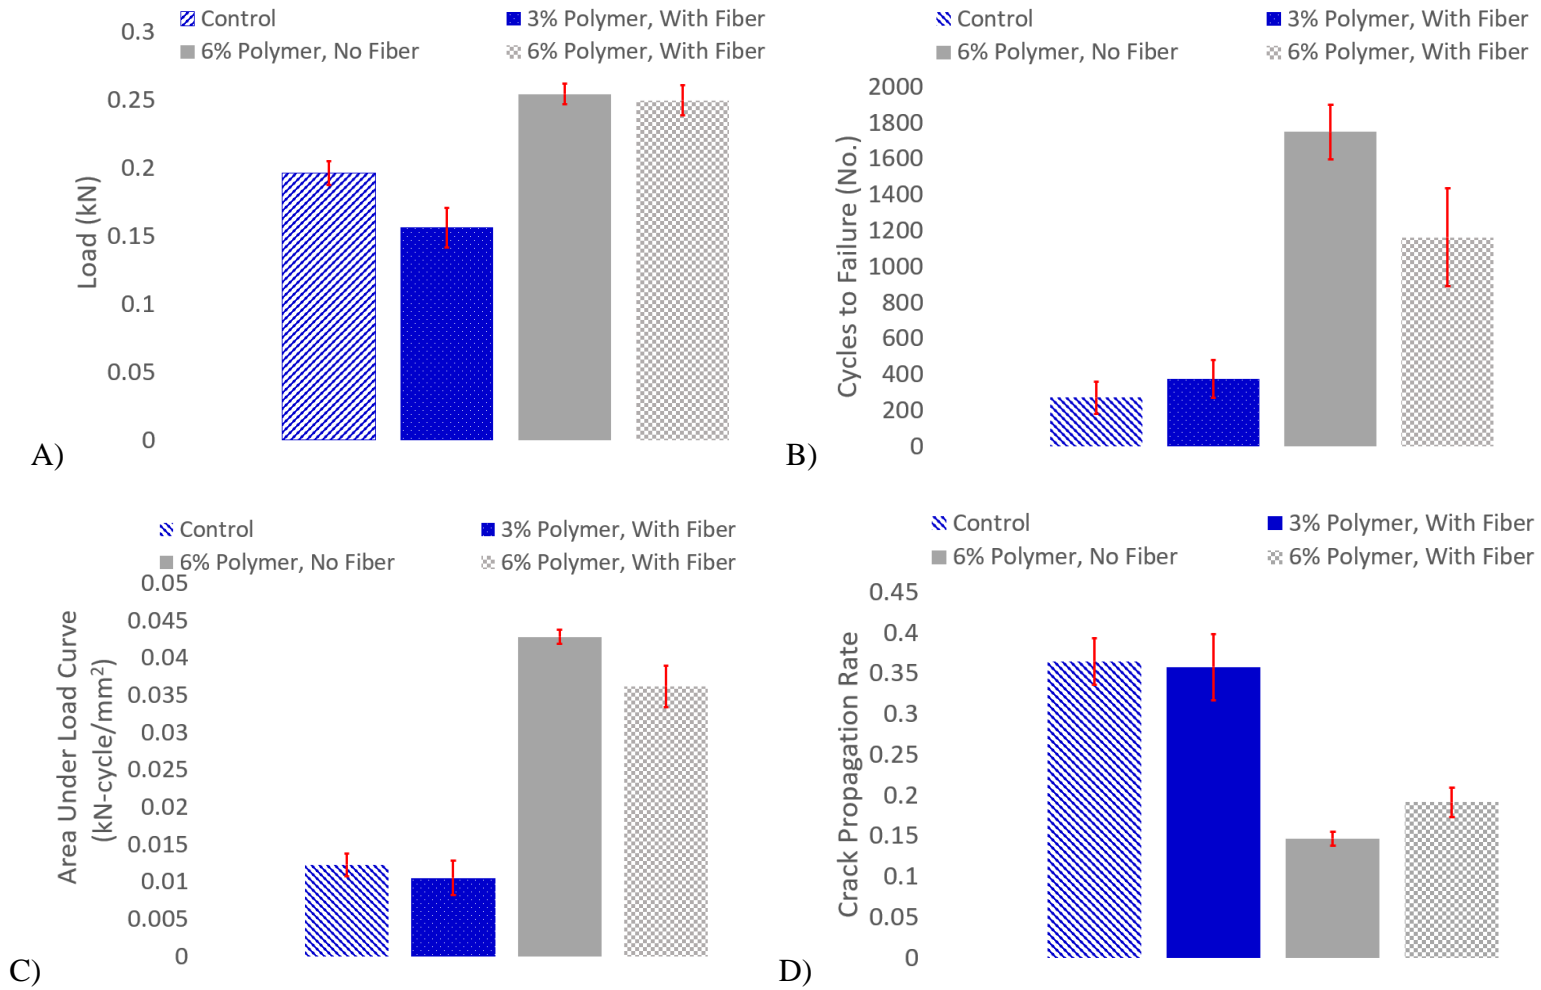 Control
3% Polymer, With Fiber
6% Polymer, No Fiber
6% Polymer, With Fiber
0.3
0.25
0.2
0.15
0.1
0.05
0
Load (kN)
A)
Control
3% Polymer, With Fiber
6% Polymer, No Fiber
6% Polymer, With Fiber
2000
1800
1600
1400
1200
1000
800
600
400
200
0
Cycles to Failure (No.)
B)
Control
3% Polymer, With Fiber
6% Polymer, No Fiber
6% Polymer, With Fiber
0.05
0.045
0.04
0.035
0.03
0.025
0.02
0.015
0.01
0.005
0
Area Under Load Curve
(kN-cycle/mm²)
C)
Control
3% Polymer, With Fiber
6% Polymer, No Fiber
6% Polymer, With Fiber
0.45
0.4
0.35
0.3
0.25
0.2
0.15
0.1
0.05
0
Crack Propagation Rate
D)